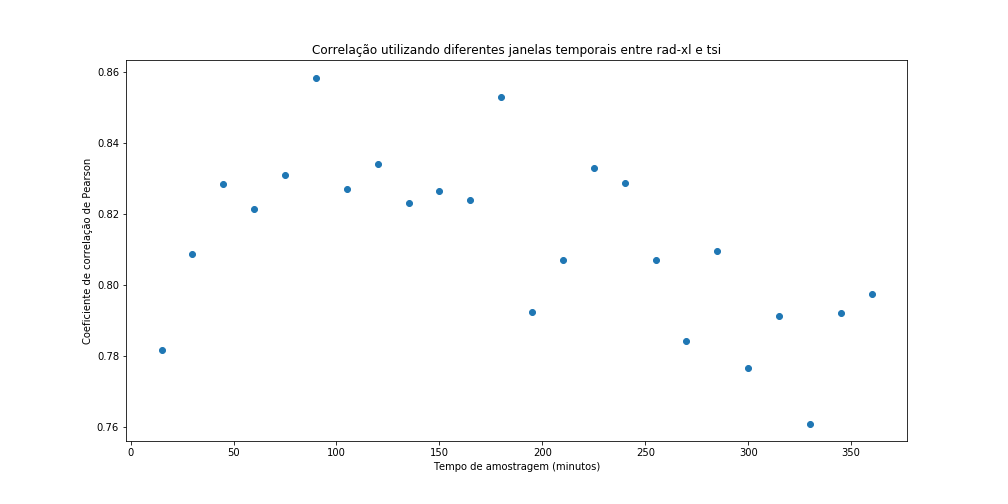 Correlação utilizando diferentes janelas temporais entre rad-xl e tsi
0.86
0.84
0.82
0.80
0.78
0.76
Coeficiente de correlação de Pearson
0 50 100 150 200 250 300 350
Tempo de amostragem (minutos)